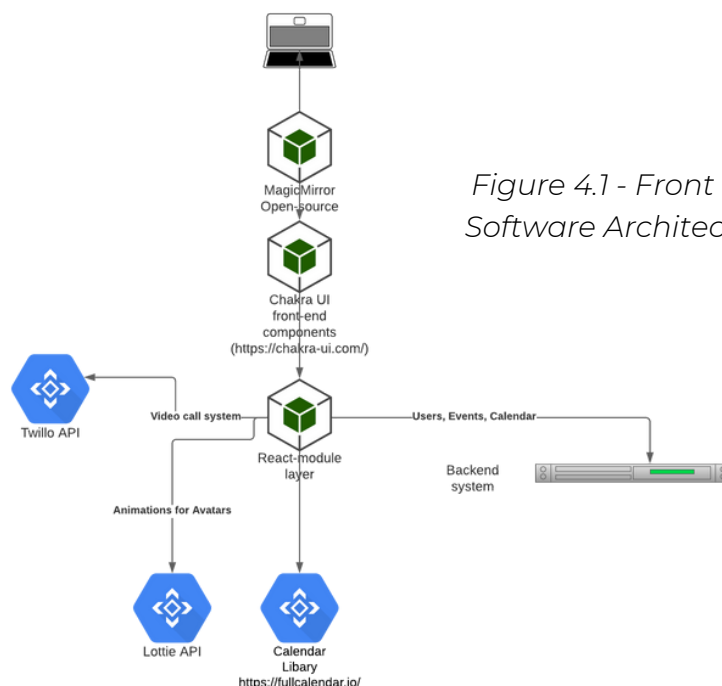 MagicMirror
Open-source
Figure 4.1 - Front
Software Architec
Chakra UI
front-end
components
(https://chakra-ui.com/)
Twillo API
Video call system
Users, Events, Calendar
React-module
layer
Backend
system
Animations for Avatars
Lottie API
Calendar
Libary
https://fullcalendar.io/